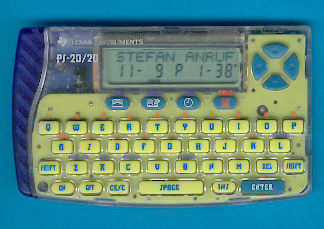 TEXAS INSTRUMENTS
PS-20/20
STEFAN ANRUF
11- 9 P 1-38
Q W E R T Y U I O P
A S D F G H J K L
SHIFT Z X C V B N M DEL SHIFT
ON OFF CE/C SPACE INS ENTER